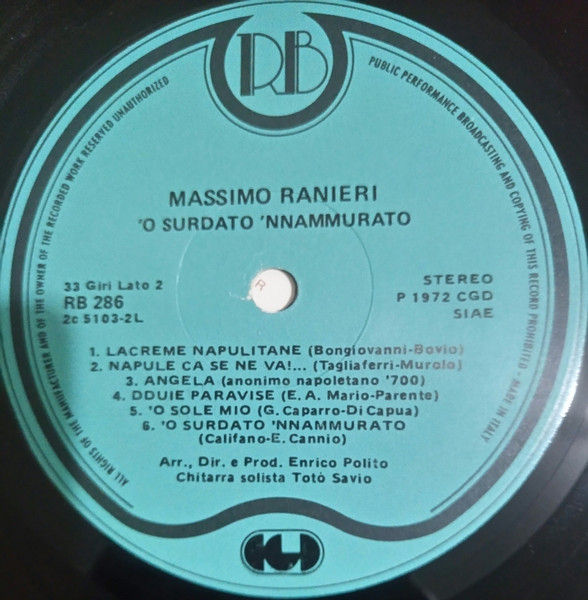 RB
ALL RIGHTS OF THE MANUFACTURER AND OF THE OWNER OF THE RECORDED WORK RESERVED UNAUTHORIZED
PUBLIC PERFORMANCE BROADCASTING AND COPYING OF THIS RECORD PROHIBITED - MADE IN ITALY
MASSIMO RANIERI
'O SURDATO 'NNAMMURATO
33 Giri Lato 2
RB 286
2c 5103-2L
STEREO
P 1972 CGD
SIAE
R
1. LACREME NAPULITANE (Bongiovanni-Bovio)
2. NAPULE CA SE NE VA!... (Tagliaferri-Murolo)
3. ANGELA (anonimo napoletano '700)
4. DDUIE PARAVISE (E. A. Mario-Parente)
5. 'O SOLE MIO (G. Caparro-Di Capua)
6. 'O SURDATO 'NNAMMURATO
(Califano-E. Cannio)
Arr., Dir. e Prod. Enrico Polito
Chitarra solista Totò Savio
CGD